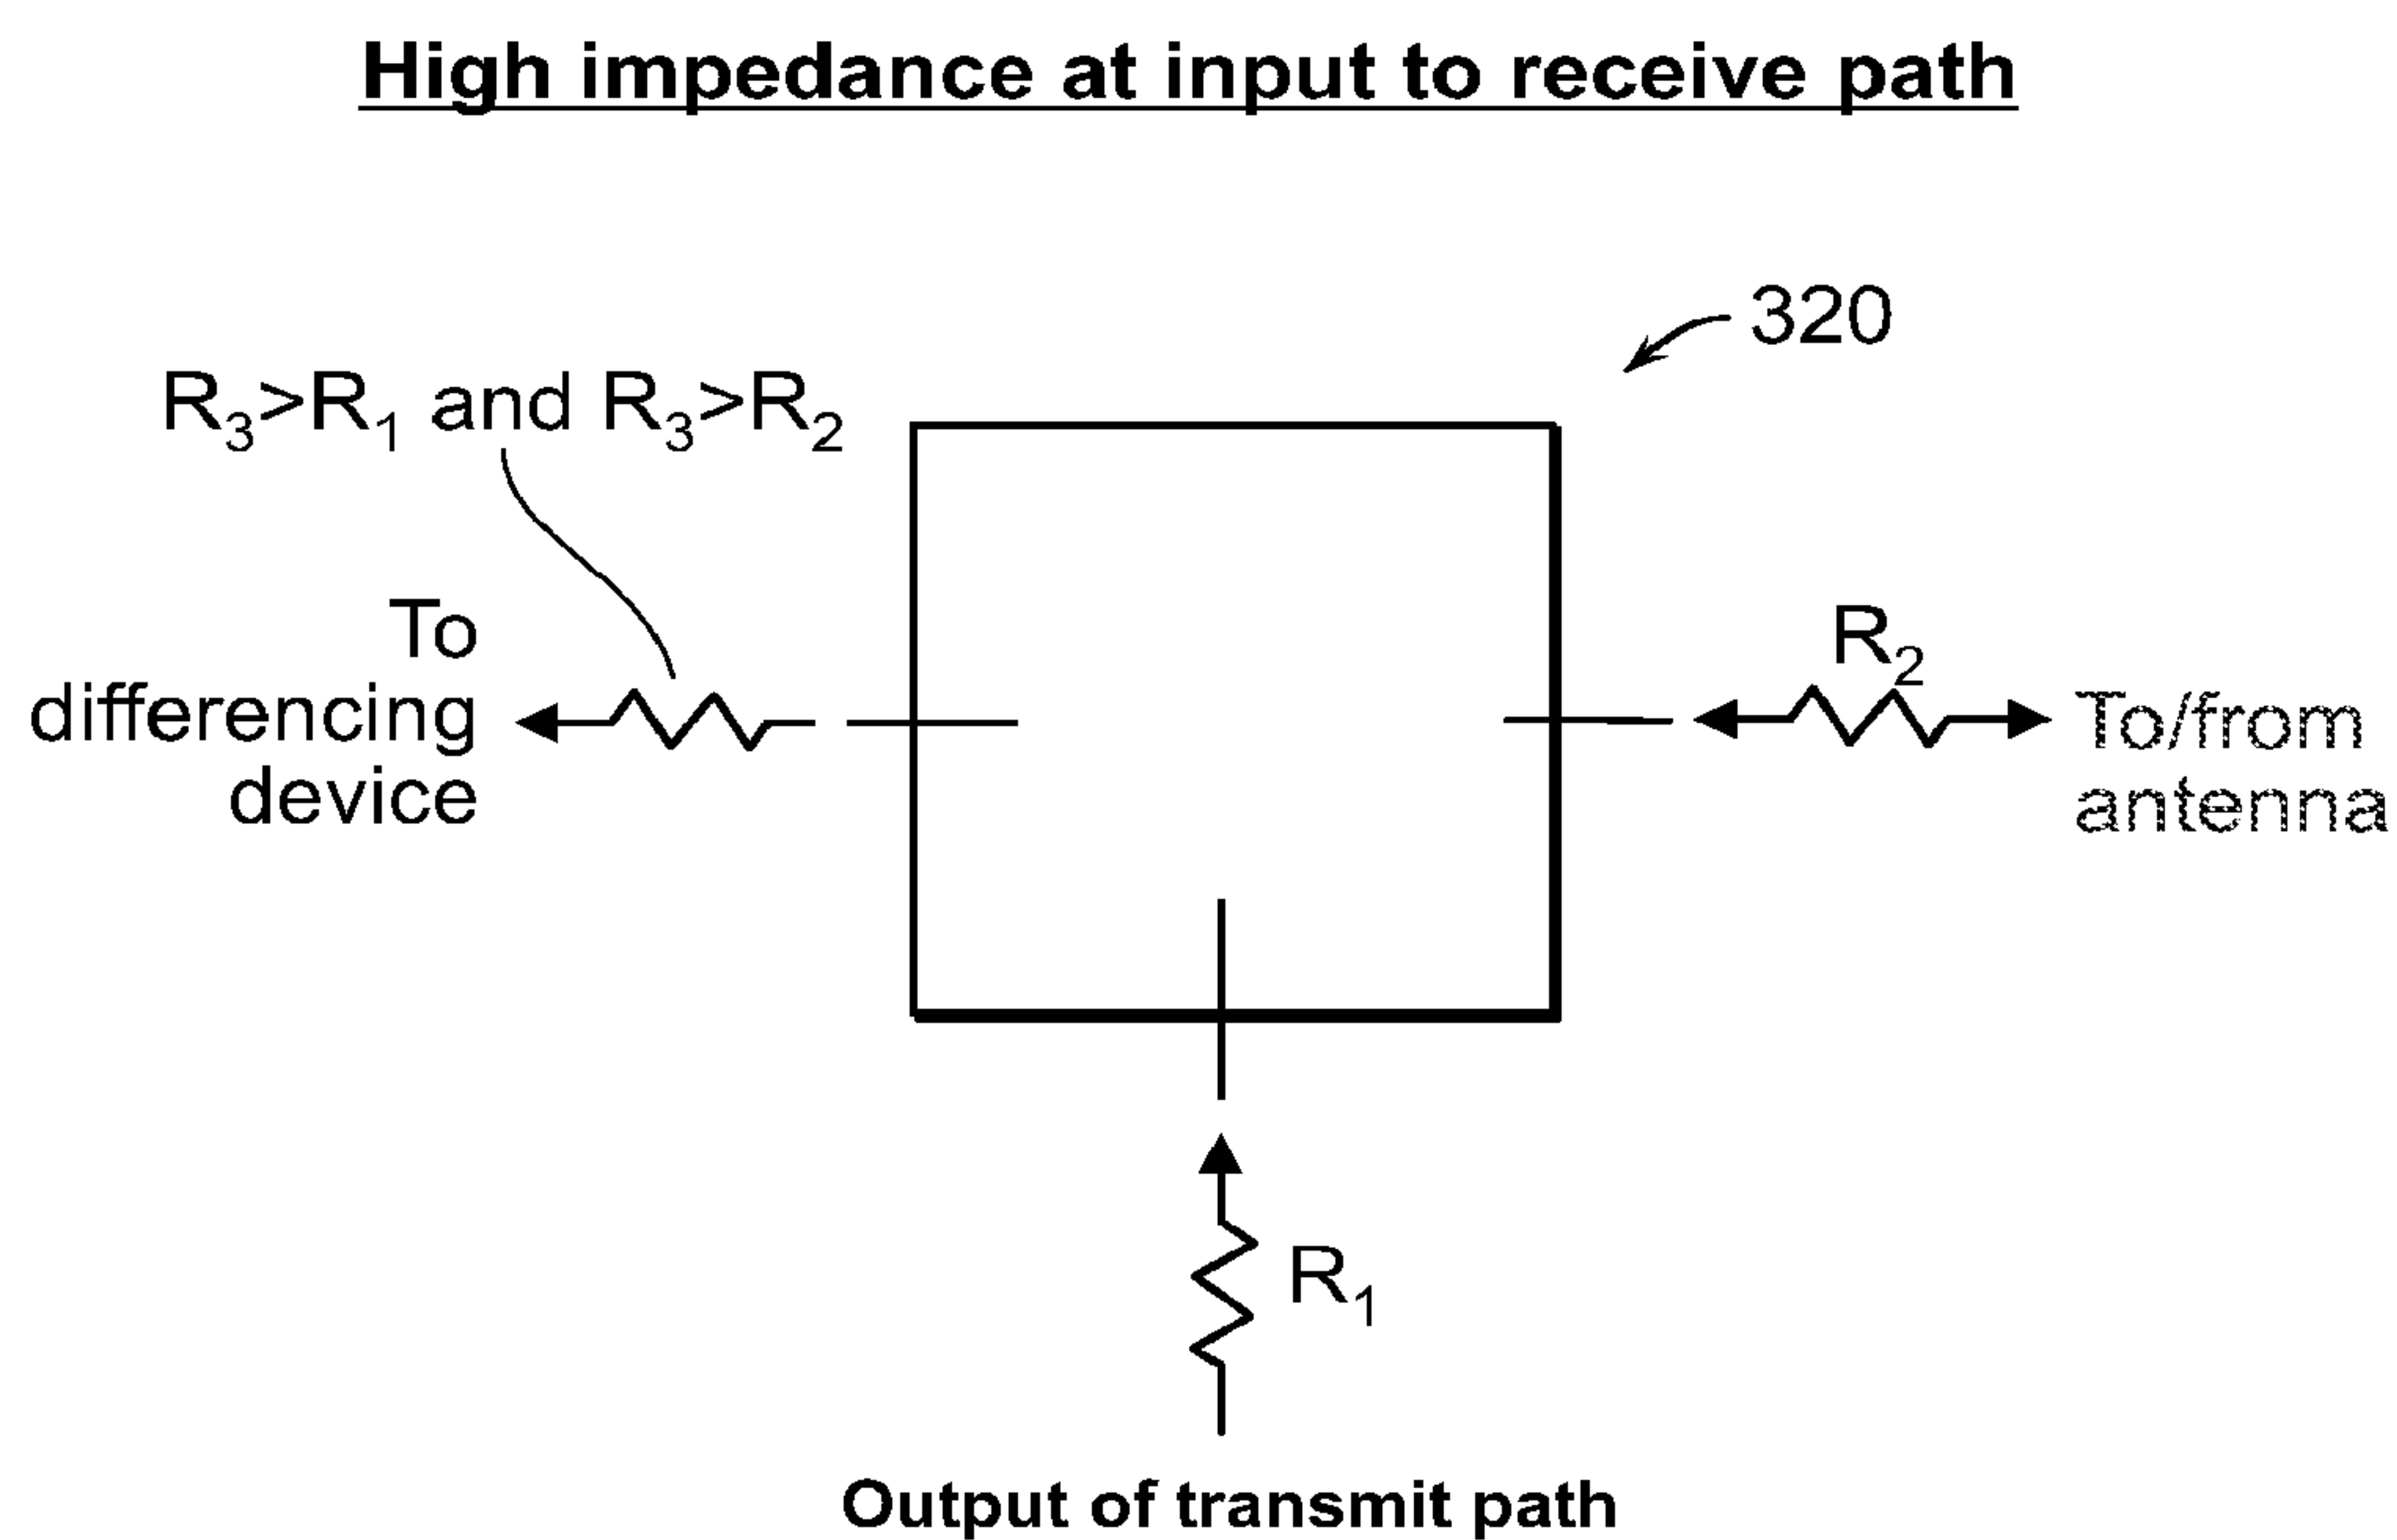 High impedance at input to receive path
320
R₃>R₁ and R₃>R₂
To
differencing
device
R₂
To/from
antenna
R₁
Output of transmit path